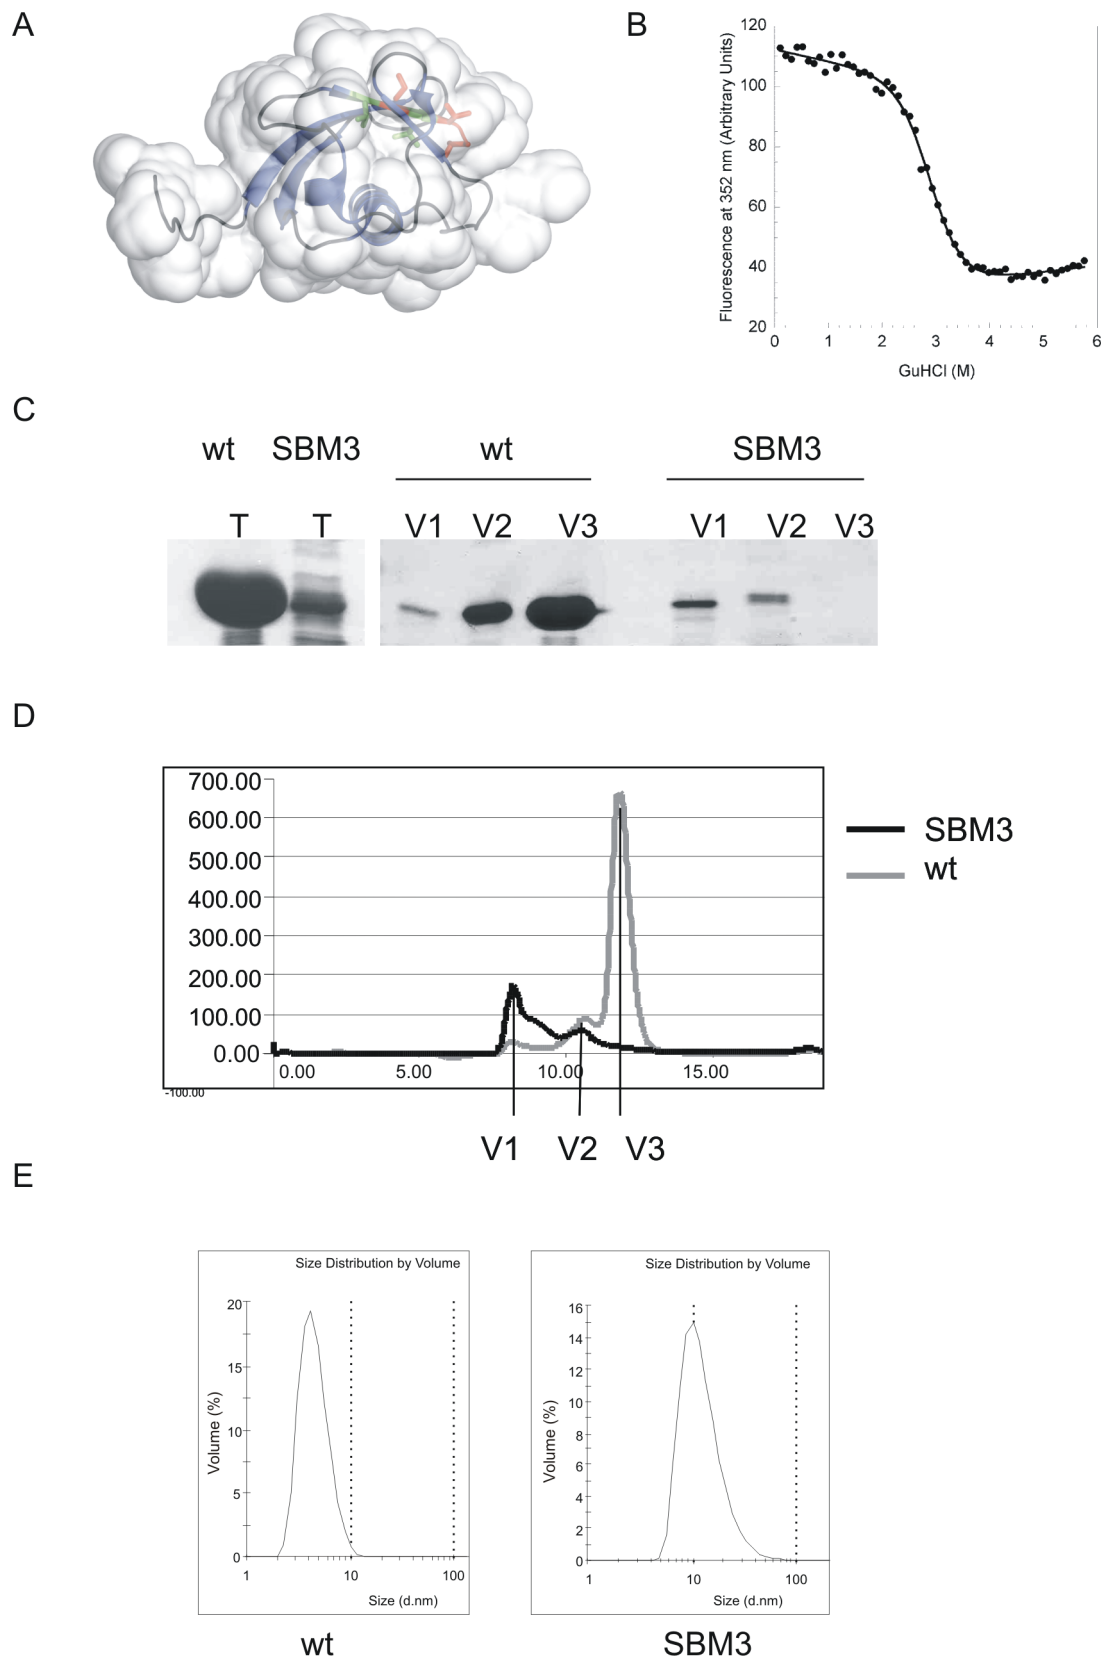 A
B
Fluorescence at 352 nm (Arbitrary Units)
120
100
80
60
40
20
0 1 2 3 4 5 6
GuHCl (M)
C
wt SBM3 wt SBM3
T T V1 V2 V3 V1 V2 V3
D
700.00
600.00
500.00
400.00
300.00
200.00
100.00
0.00
-100.00
0.00 5.00 10.00 15.00
SBM3
wt
V1 V2 V3
E
Size Distribution by Volume
Volume (%)
20
15
10
5
0
1 10 100
Size (d.nm)
wt
Size Distribution by Volume
Volume (%)
16
14
12
10
8
6
4
2
0
1 10 100
Size (d.nm)
SBM3